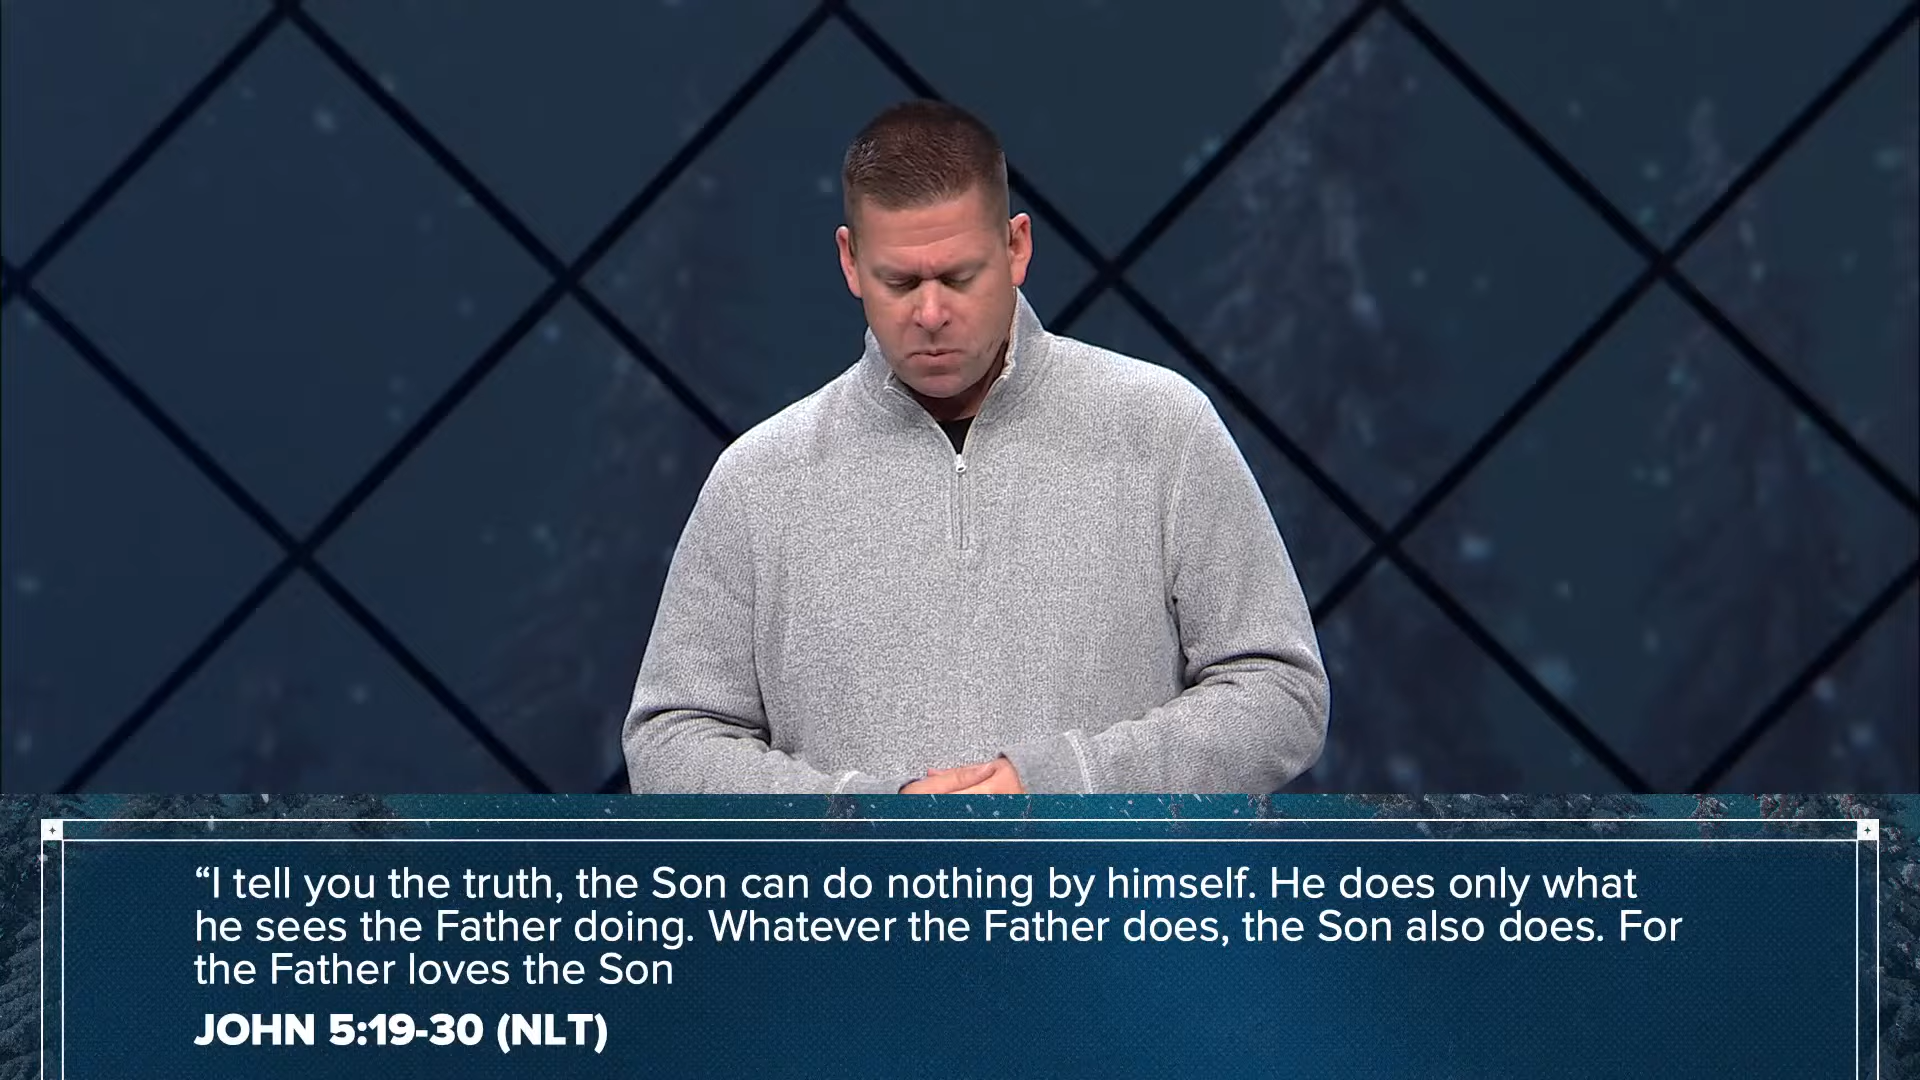 “I tell you the truth, the Son can do nothing by himself. He does only what
he sees the Father doing. Whatever the Father does, the Son also does. For
the Father loves the Son
JOHN 5:19-30 (NLT)